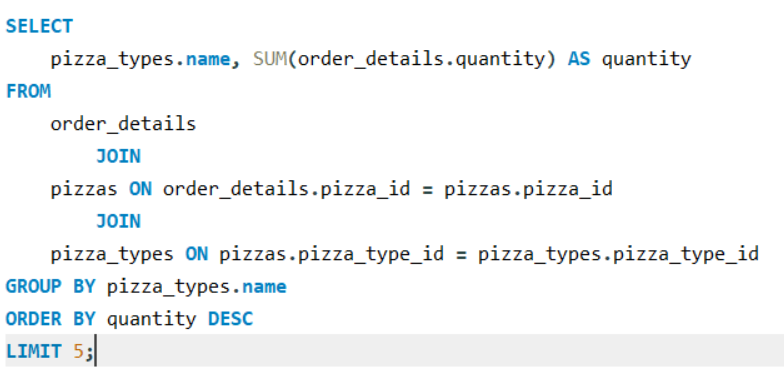 SELECT
    pizza_types.name, SUM(order_details.quantity) AS quantity
FROM
    order_details
        JOIN
    pizzas ON order_details.pizza_id = pizzas.pizza_id
        JOIN
    pizza_types ON pizzas.pizza_type_id = pizza_types.pizza_type_id
GROUP BY pizza_types.name
ORDER BY quantity DESC
LIMIT 5;